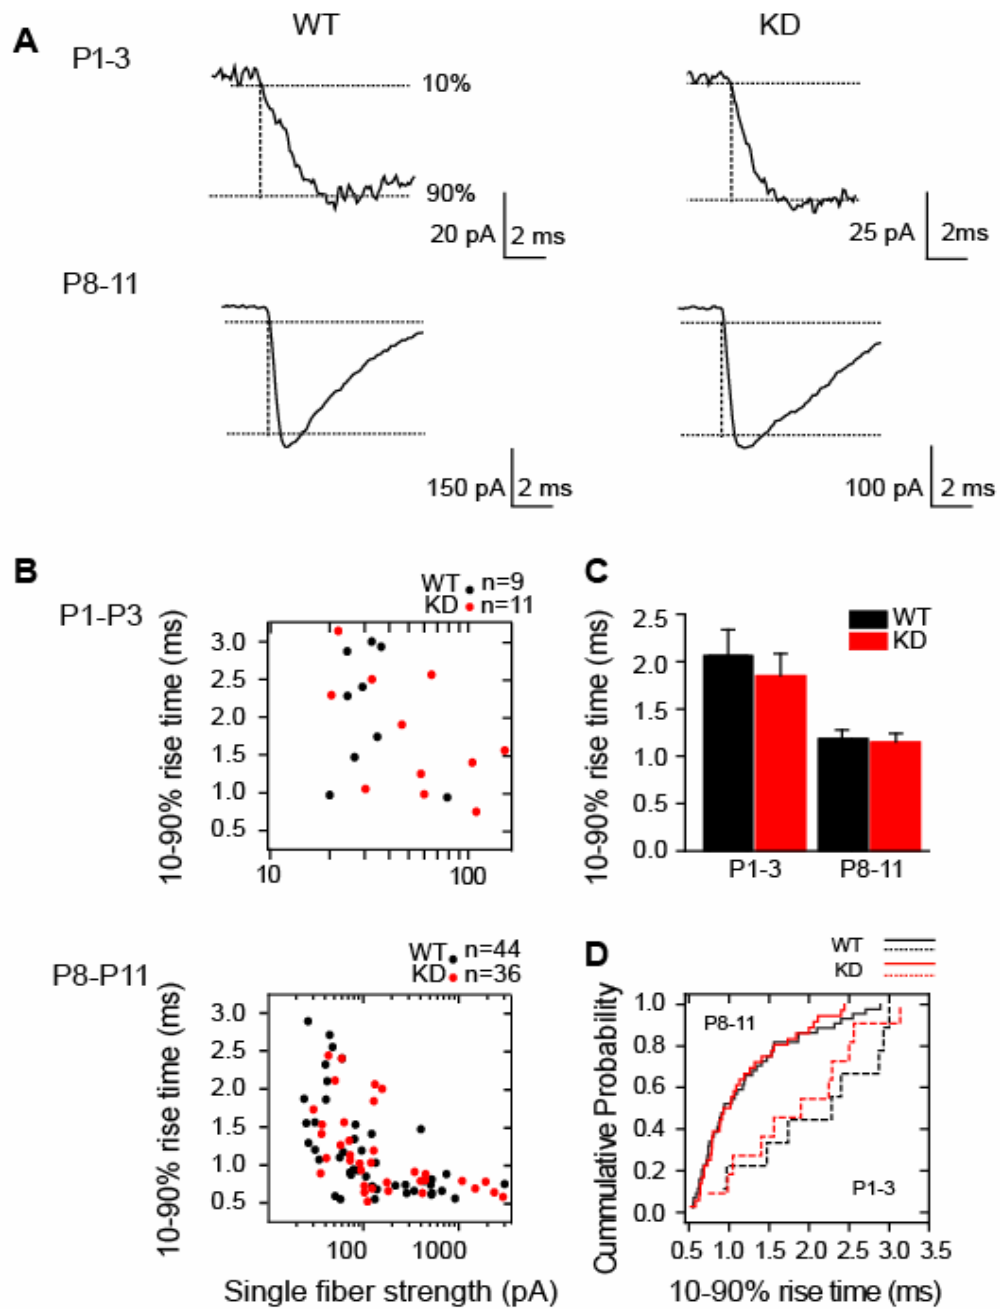 A
WT
KD
P1-3
10%
90%
20 pA
2 ms
25 pA
2ms
P8-11
150 pA
2 ms
100 pA
2 ms
B
P1-P3
WT n=9
KD n=11
10-90% rise time (ms)
3.0
2.5
2.0
1.5
1.0
0.5
10
100
C
10-90% rise time (ms)
2.5
2.0
1.5
1.0
0.5
0.0
WT
KD
P1-3
P8-11
P8-P11
WT n=44
KD n=36
10-90% rise time (ms)
3.0
2.5
2.0
1.5
1.0
0.5
100
1000
Single fiber strength (pA)
D
WT
KD
Cummulative Probability
1.0
0.8
0.6
0.4
0.2
0.0
P8-11
P1-3
0.5 1.0 1.5 2.0 2.5 3.0 3.5
10-90% rise time (ms)